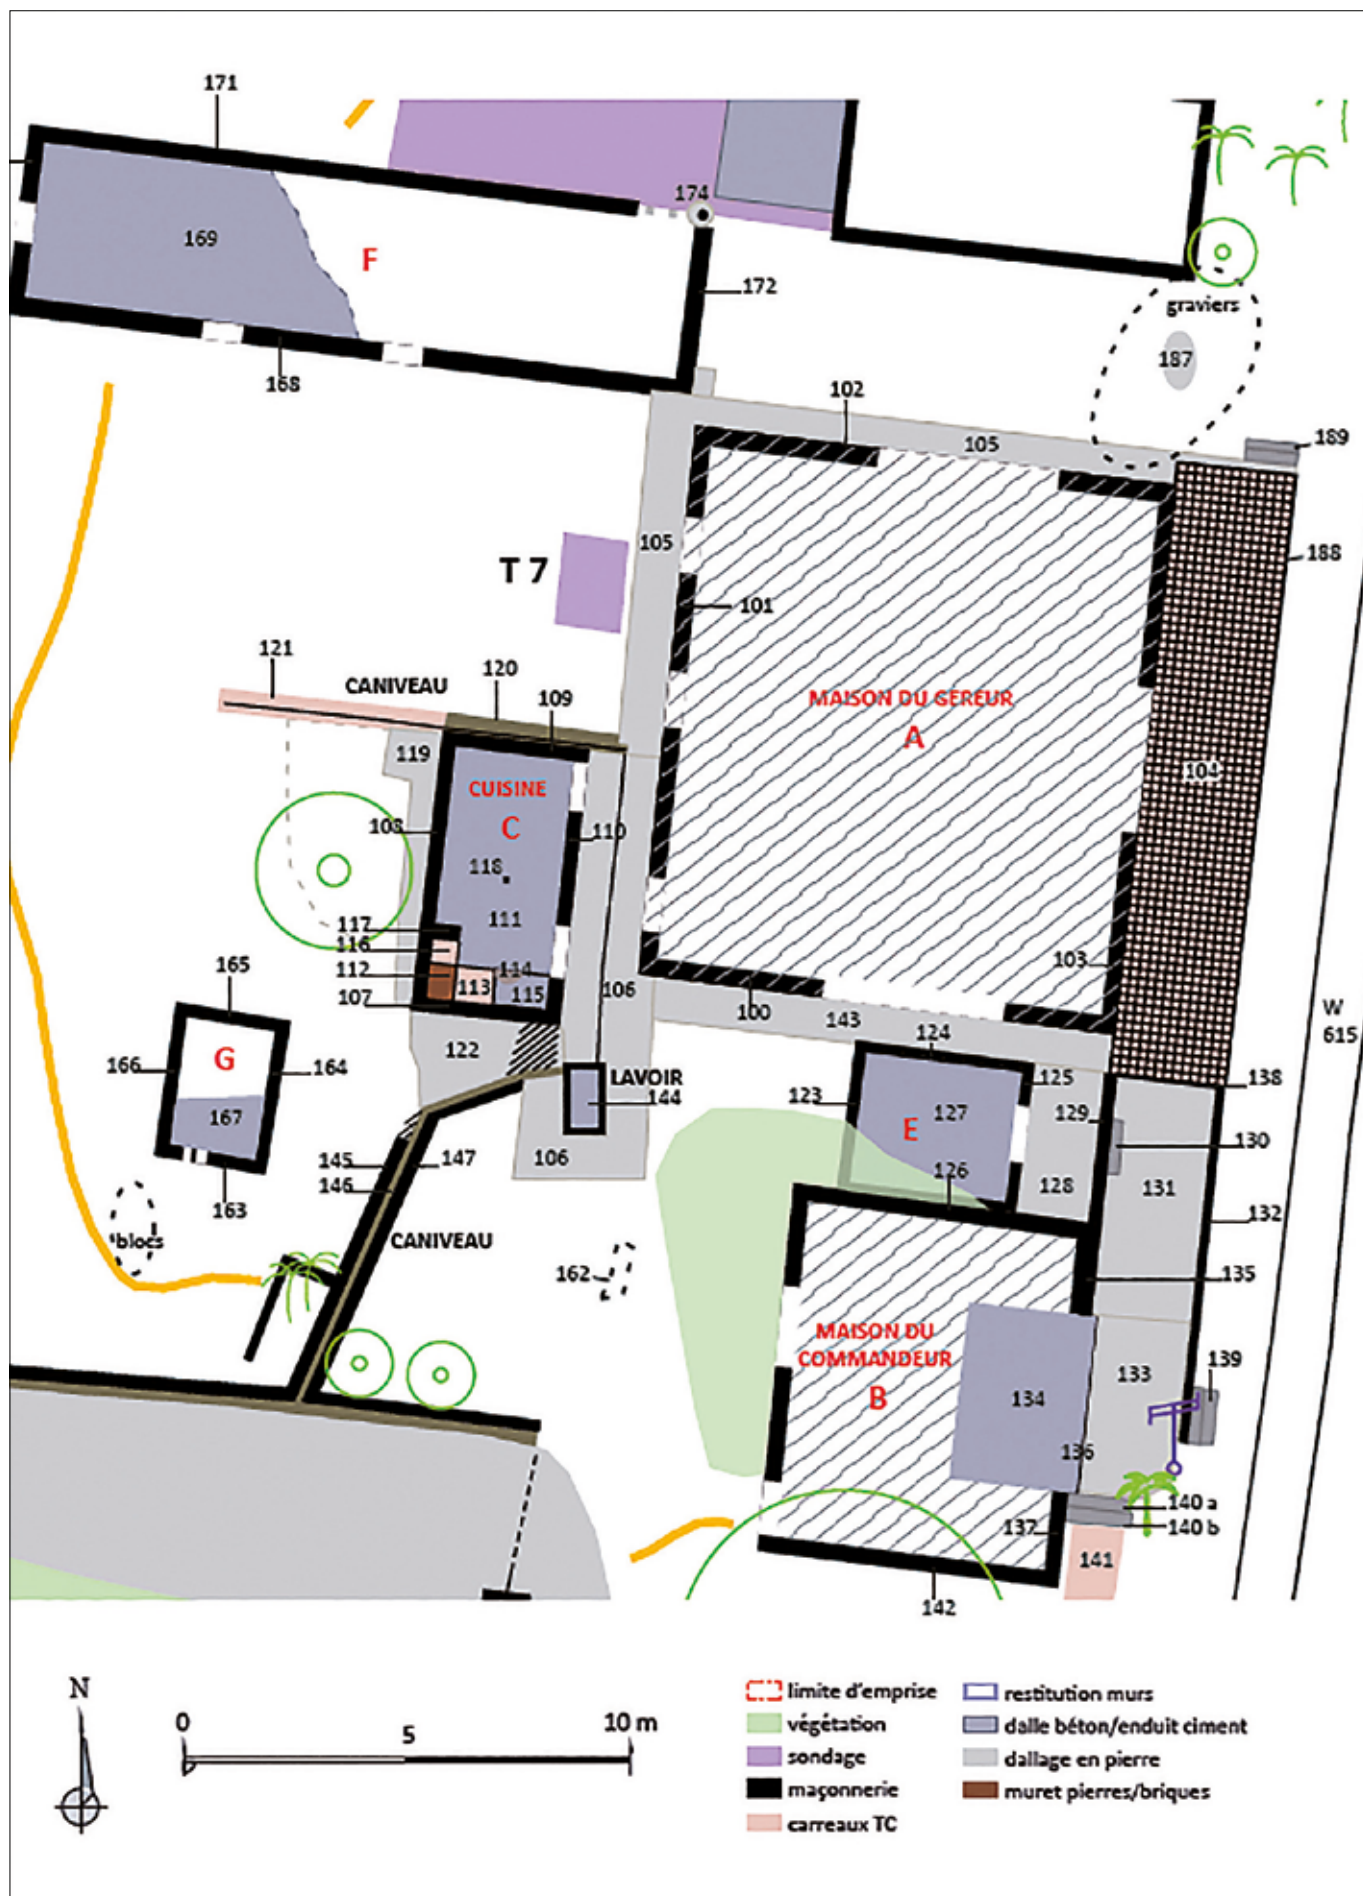 171
174
169
F
172
graviers
187
168
102
105
189
105
188
T 7
101
121
CANIVEAU
120
109
MAISON DU GEREUR
A
119
104
CUISINE
C
108
110
118
117
111
116
112
114
103
113
115
106
107
100
143
W
615
165
124
122
G
166
164
LAVOIR
144
125
138
123
129
127
130
167
E
145
147
106
126
128
131
146
163
132
blocs
CANIVEAU
162
135
MAISON DU
COMMANDEUR
B
139
133
134
136
140 a
140 b
137
141
142
N
0
5
10 m
limite d'emprise
végétation
sondage
maçonnerie
carreaux TC
restitution murs
dalle béton/enduit ciment
dallage en pierre
muret pierres/briques